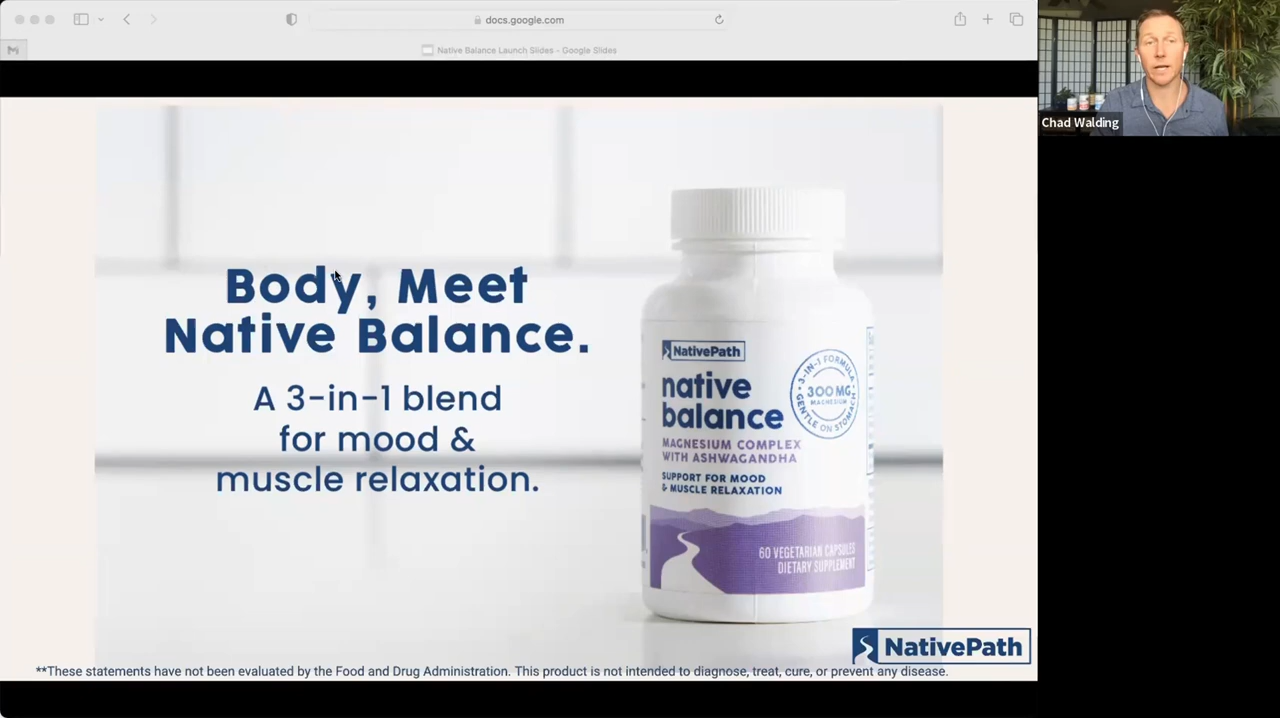 docs.google.com
Native Balance Launch Slides - Google Slides
Chad Walding
Body, Meet
Native Balance.
A 3-in-1 blend
for mood &
muscle relaxation.
NativePath
native
balance
MAGNESIUM COMPLEX
WITH ASHWAGANDHA
SUPPORT FOR MOOD
& MUSCLE RELAXATION
3-IN-1 FORMULA
300 MG
MAGNESIUM
GENTLE ON STOMACH
60 VEGETARIAN CAPSULES
DIETARY SUPPLEMENT
NativePath
**These statements have not been evaluated by the Food and Drug Administration. This product is not intended to diagnose, treat, cure, or prevent any disease.